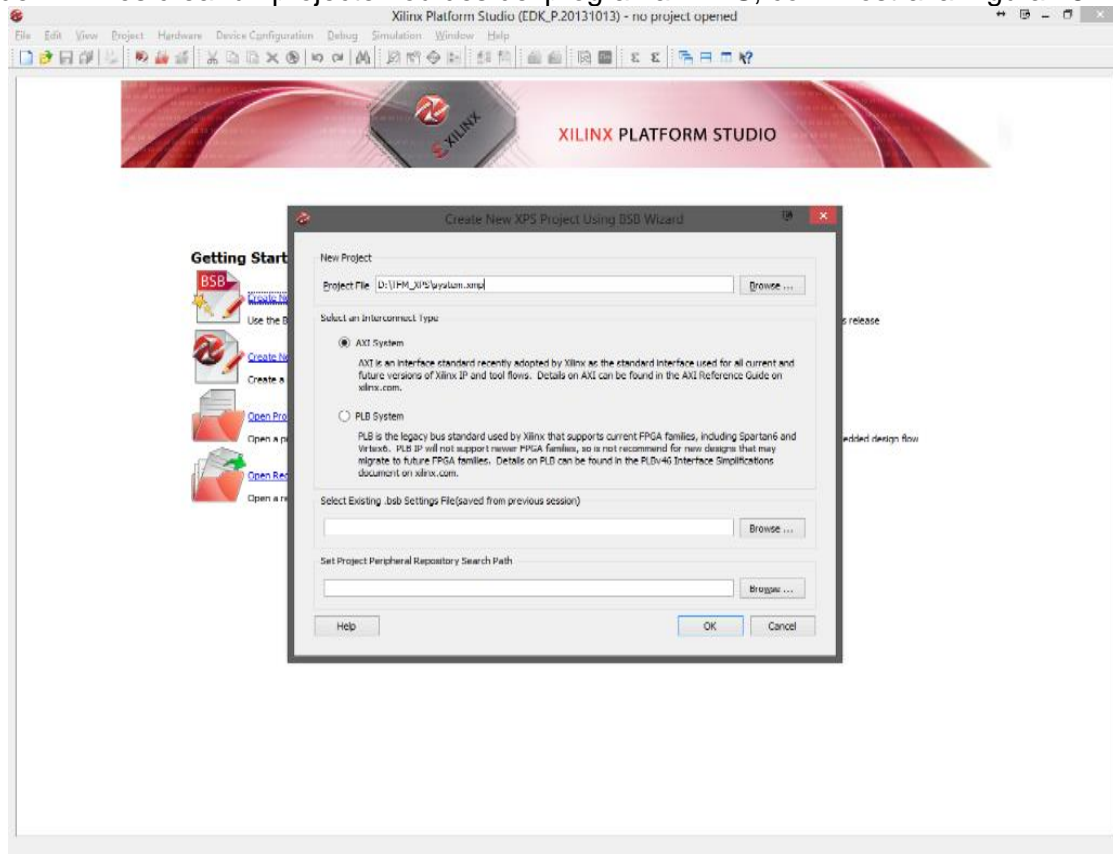 Xilinx Platform Studio (EDK_P.20131013) - no project opened
File Edit View Project Hardware Device Configuration Debug Simulation Window Help
XILINX
XILINX PLATFORM STUDIO
Create New XPS Project Using BSB Wizard
Getting Start
New Project
Project File D:\TFM_XPS\system.xmp Browse ...
BSB
Create Ne
Use the B
Select an Interconnect Type
s release
AXI System
AXI is an interface standard recently adopted by Xilinx as the standard interface used for all current and
future versions of Xilinx IP and tool flows. Details on AXI can be found in the AXI Reference Guide on
xilinx.com.
Create Ne
Create a
PLB System
Open Pro
PLB is the legacy bus standard used by Xilinx that supports current FPGA families, including Spartan6 and
Open a p
edded design flow
Virtex6. PLB IP will not support newer FPGA families, so is not recommend for new designs that may
migrate to future FPGA families. Details on PLB can be found in the PLBv46 Interface Simplifications
document on xilinx.com.
Open Rec
Open a re
Select Existing .bsb Settings File(saved from previous session)
Browse ...
Set Project Peripheral Repository Search Path
Browse ...
Help OK Cancel